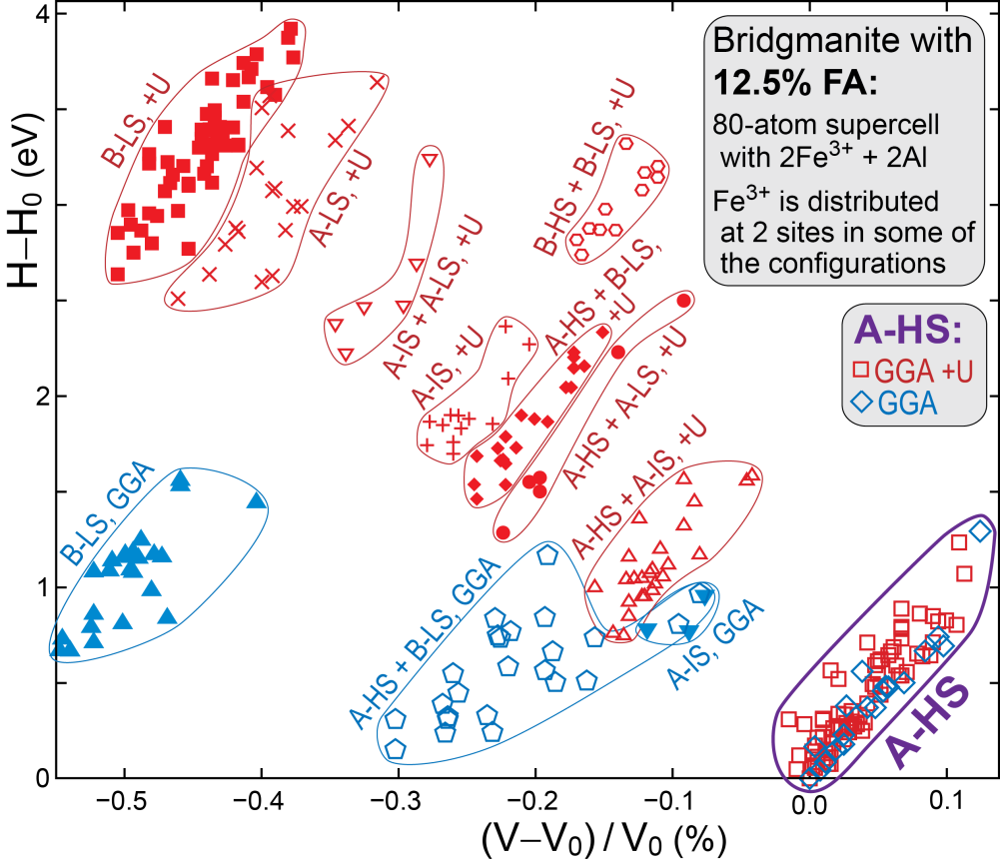 4
B-LS, +U
A-LS, +U
B-HS + B-LS, +U
Bridgmanite with
12.5% FA:
80-atom supercell
with 2Fe³⁺ + 2Al
Fe³⁺ is distributed
at 2 sites in some of
the configurations
A-HS:
GGA +U
GGA
H–H₀ (eV)
A-IS + A-LS, +U
A-IS, +U
A-HS + B-LS,
+U
A-HS + A-LS, +U
2
A-HS + A-IS, +U
B-LS, GGA
A-HS + B-LS, GGA
A-IS, GGA
A-HS
1
0
−0.5
−0.4
−0.3
−0.2
−0.1
0.0
0.1
(V–V₀) / V₀ (%)